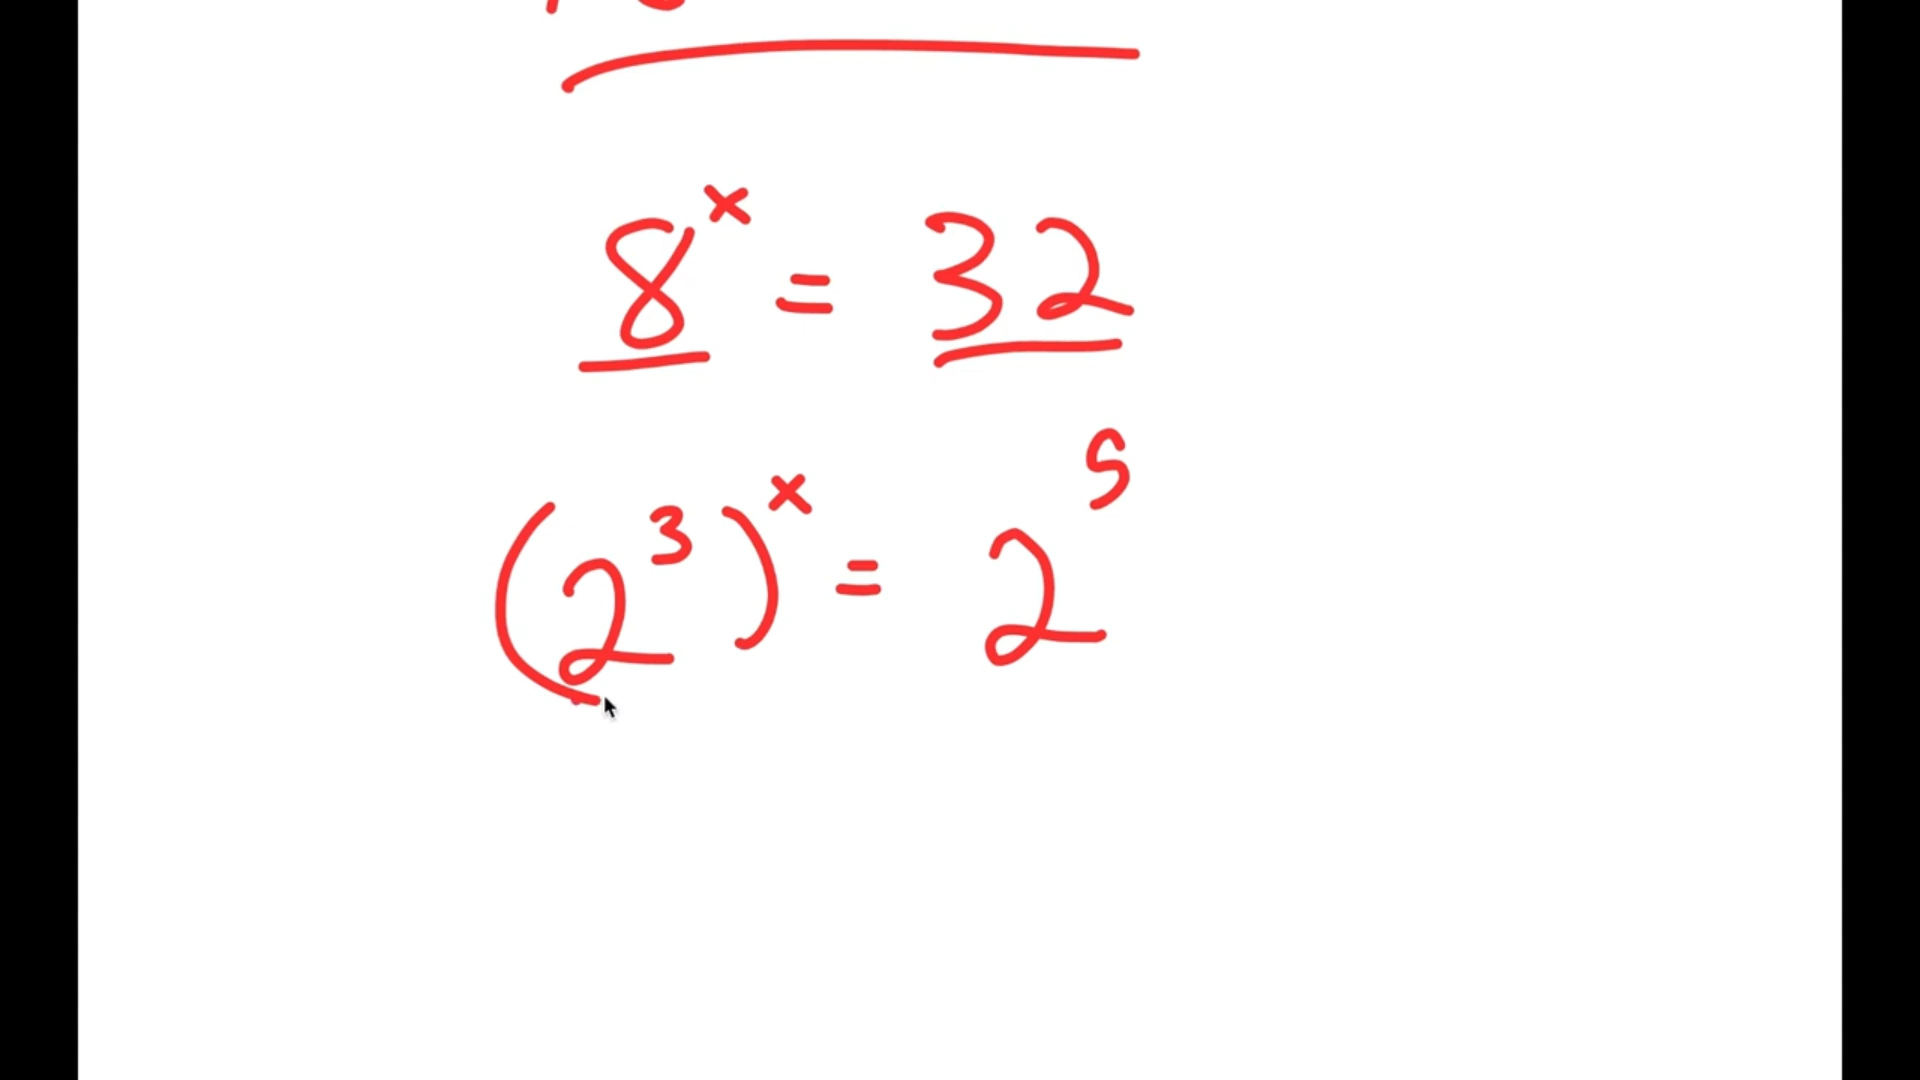 8^x = 32
(2^3)^x = 2^5